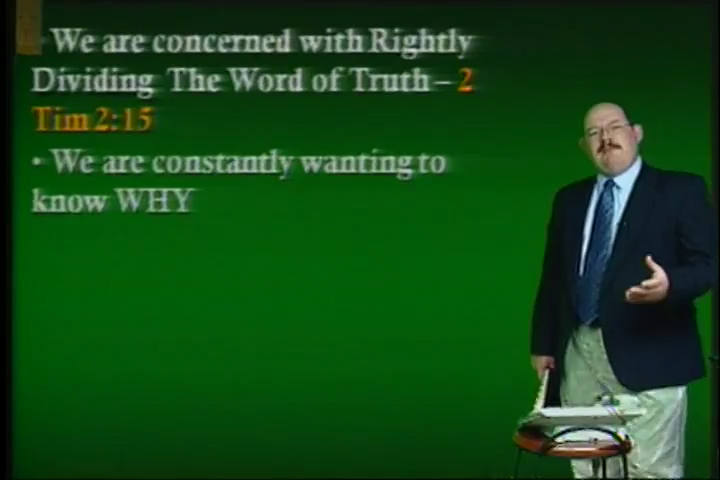 · We are concerned with Rightly
Dividing The Word of Truth – 2
Tim 2:15
• We are constantly wanting to
know WHY